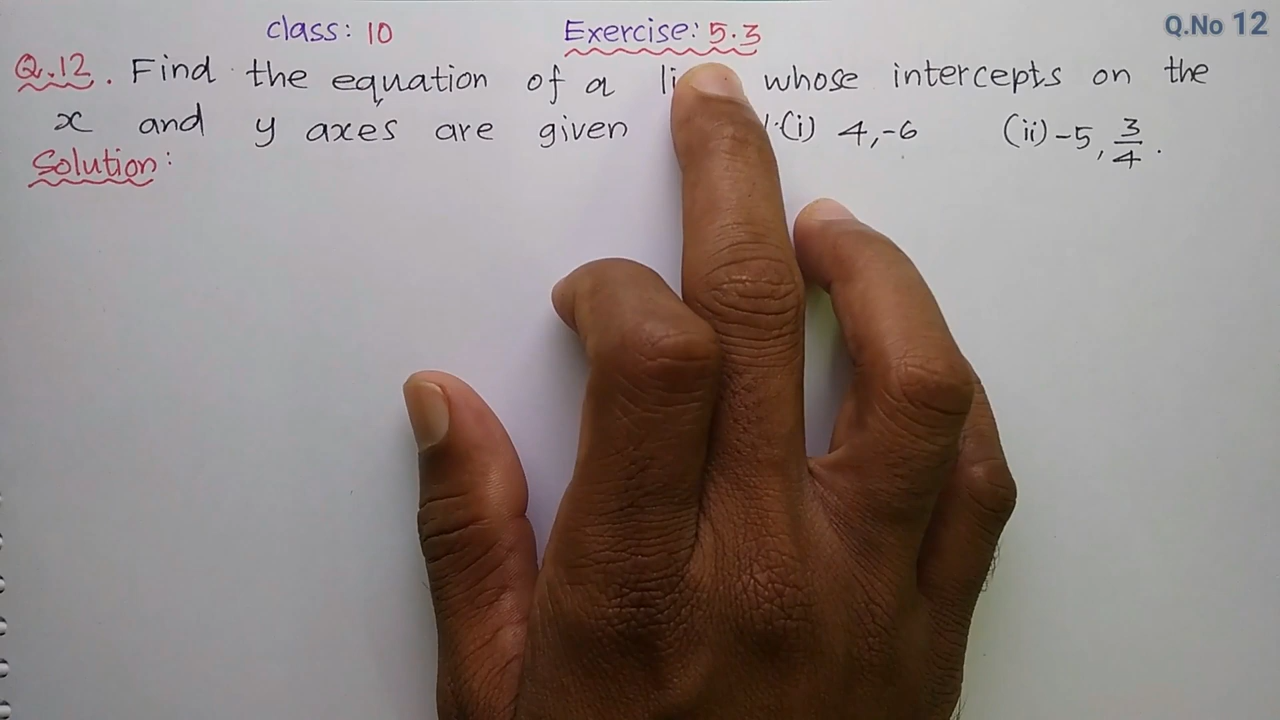 class: 10 Exercise: 5.3 Q.No 12
Q.12. Find the equation of a whose intercepts on the
x and y axes are given (i) 4,-6 (ii) -5, 3/4.
Solution: